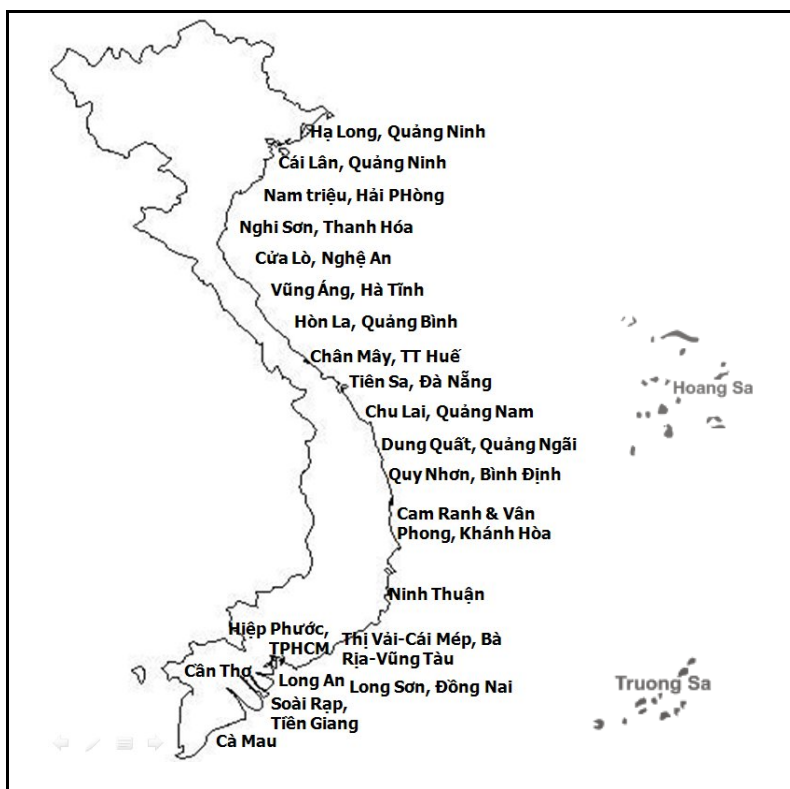 Hạ Long, Quảng Ninh
Cái Lân, Quảng Ninh
Nam triệu, Hải PHòng
Nghi Sơn, Thanh Hóa
Cửa Lò, Nghệ An
Vũng Áng, Hà Tĩnh
Hòn La, Quảng Bình
Chân Mây, TT Huế
Tiên Sa, Đà Nẵng
Hoang Sa
Chu Lai, Quảng Nam
Dung Quất, Quảng Ngãi
Quy Nhơn, Bình Định
Cam Ranh & Vân
Phong, Khánh Hòa
Ninh Thuận
Hiệp Phước,
TPHCM
Thị Vải-Cái Mép, Bà
Rịa-Vũng Tàu
Cần Thơ
Long An
Long Sơn, Đồng Nai
Truong Sa
Soài Rạp,
Tiền Giang
Cà Mau